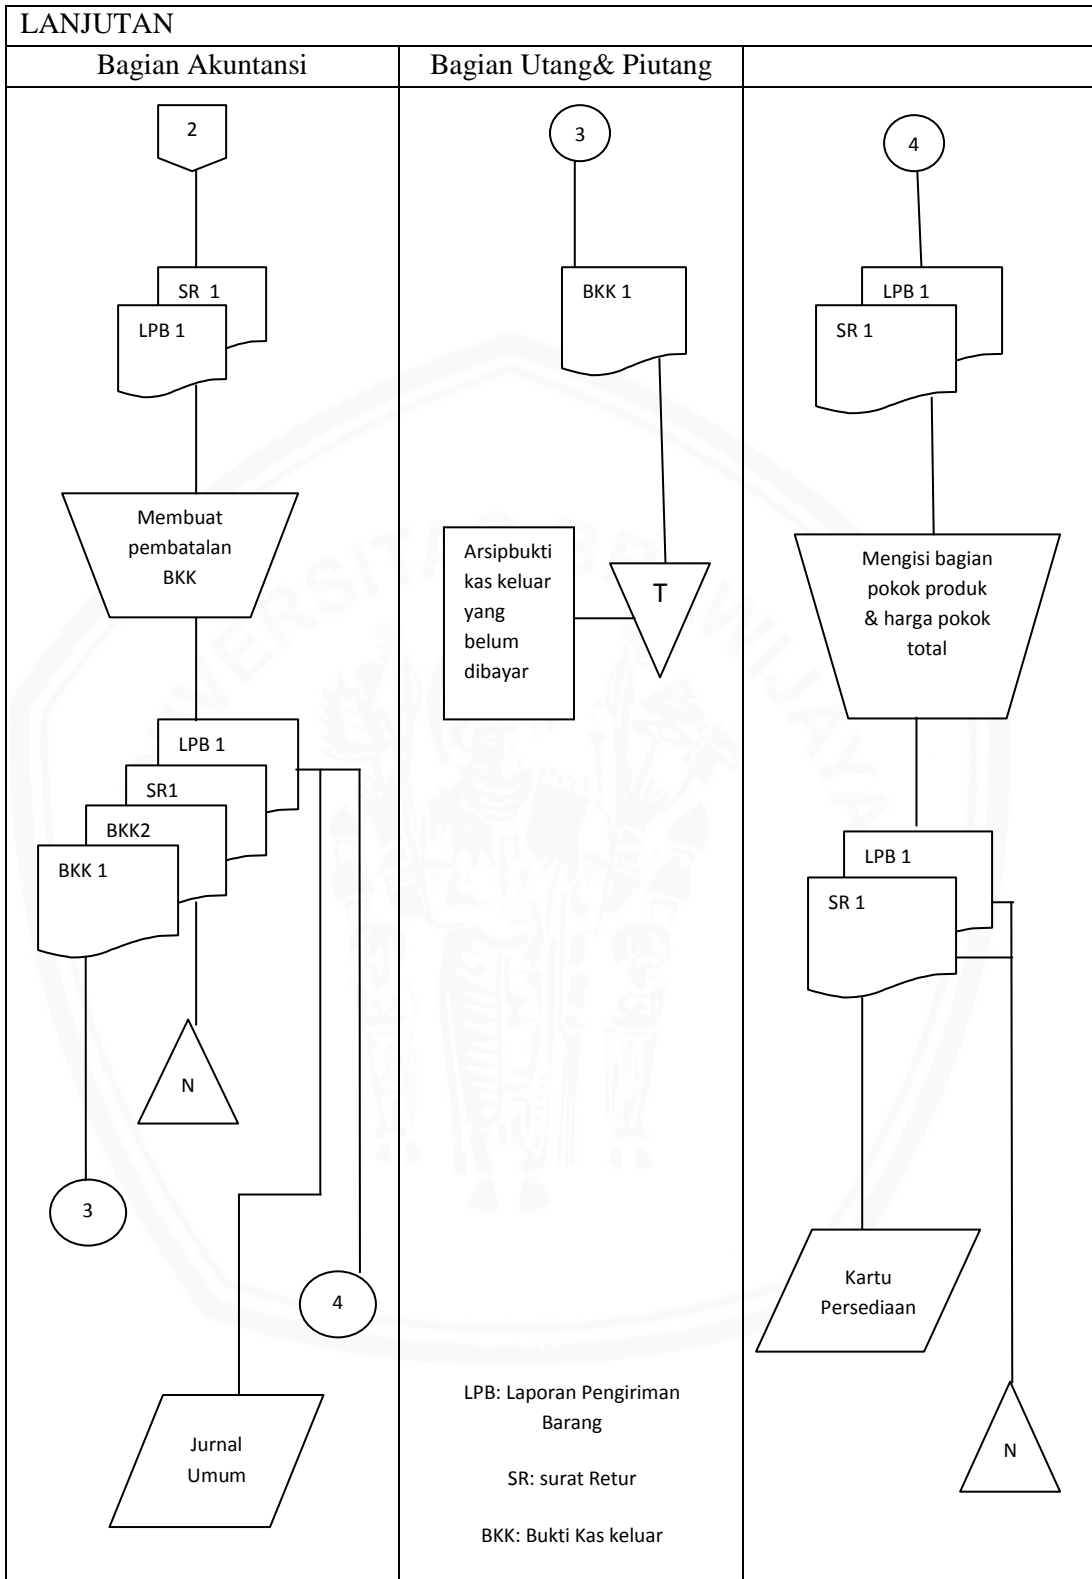 LANJUTAN
Bagian Akuntansi
Bagian Utang& Piutang
2
SR 1
LPB 1
Membuat
pembatalan
BKK
LPB 1
SR1
BKK2
BKK 1
N
3
4
Jurnal
Umum
3
BKK 1
Arsipbukti
kas keluar
yang
belum
dibayar
T
LPB: Laporan Pengiriman
Barang
SR: surat Retur
BKK: Bukti Kas keluar
4
LPB 1
SR 1
Mengisi bagian
pokok produk
& harga pokok
total
LPB 1
SR 1
Kartu
Persediaan
N
UNIVERSITAS BRAWIJAYA